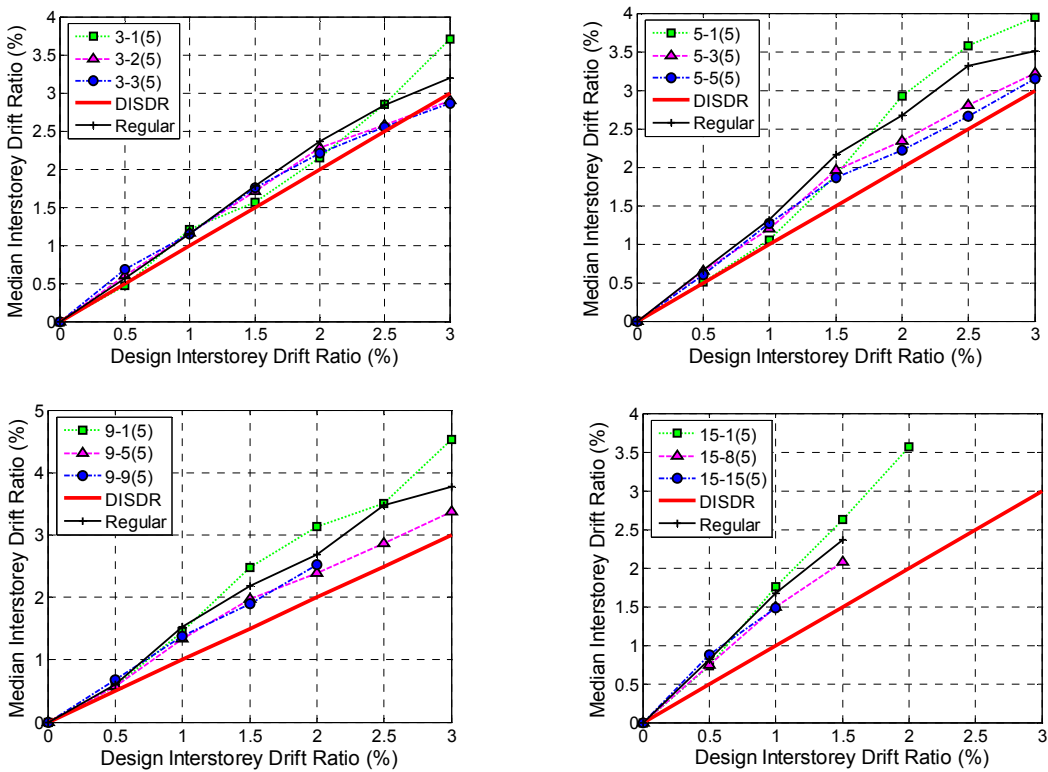 Median Interstorey Drift Ratio (%)
4
3.5
3
2.5
2
1.5
1
0.5
0
3-1(5)
3-2(5)
3-3(5)
DISDR
Regular
0 0.5 1 1.5 2 2.5 3
Design Interstorey Drift Ratio (%)
Median Interstorey Drift Ratio (%)
4
3.5
3
2.5
2
1.5
1
0.5
0
5-1(5)
5-3(5)
5-5(5)
DISDR
Regular
0 0.5 1 1.5 2 2.5 3
Design Interstorey Drift Ratio (%)
Median Interstorey Drift Ratio (%)
5
4
3
2
1
0
9-1(5)
9-5(5)
9-9(5)
DISDR
Regular
0 0.5 1 1.5 2 2.5 3
Design Interstorey Drift Ratio (%)
Median Interstorey Drift Ratio (%)
4
3.5
3
2.5
2
1.5
1
0.5
0
15-1(5)
15-8(5)
15-15(5)
DISDR
Regular
0 0.5 1 1.5 2 2.5 3
Design Interstorey Drift Ratio (%)